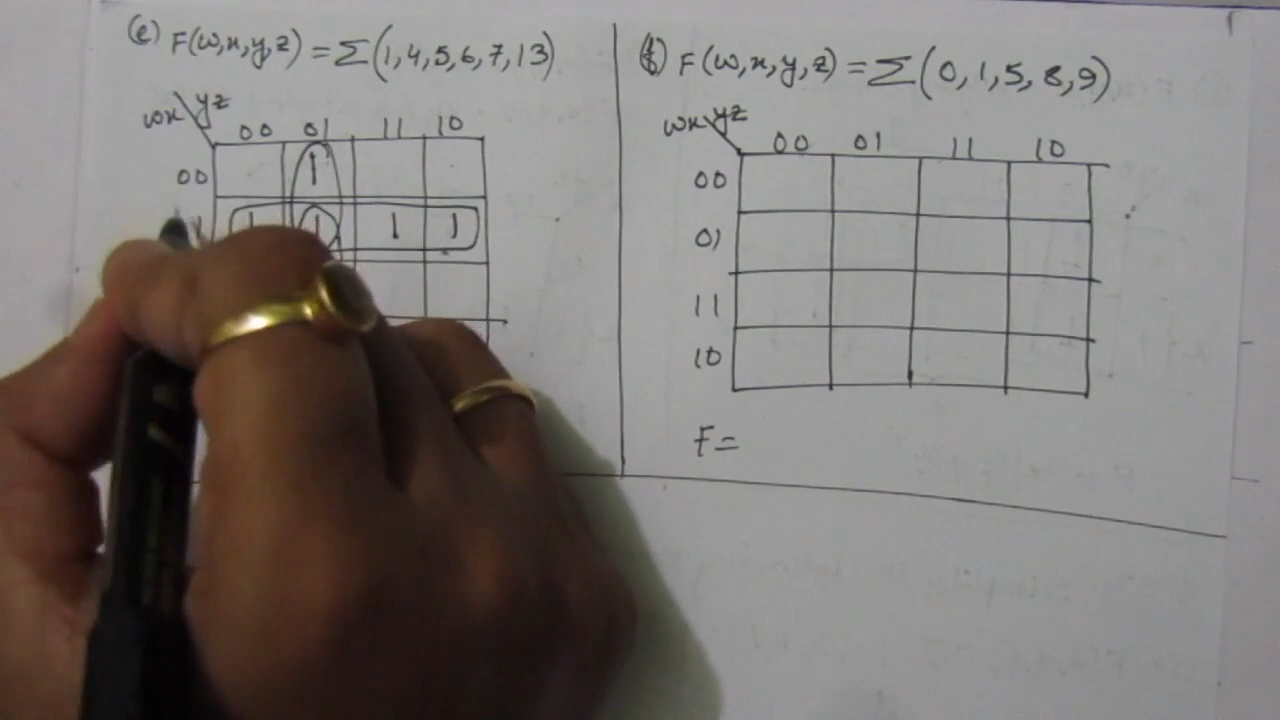 (e) F(w,x,y,z) = Σ(1,4,5,6,7,13)
wx yz
00 01 11 10
00 1
1 1 1 1
(f) F(w,x,y,z) = Σ(0,1,5,8,9)
wx yz
00 01 11 10
00
01
11
10
F=